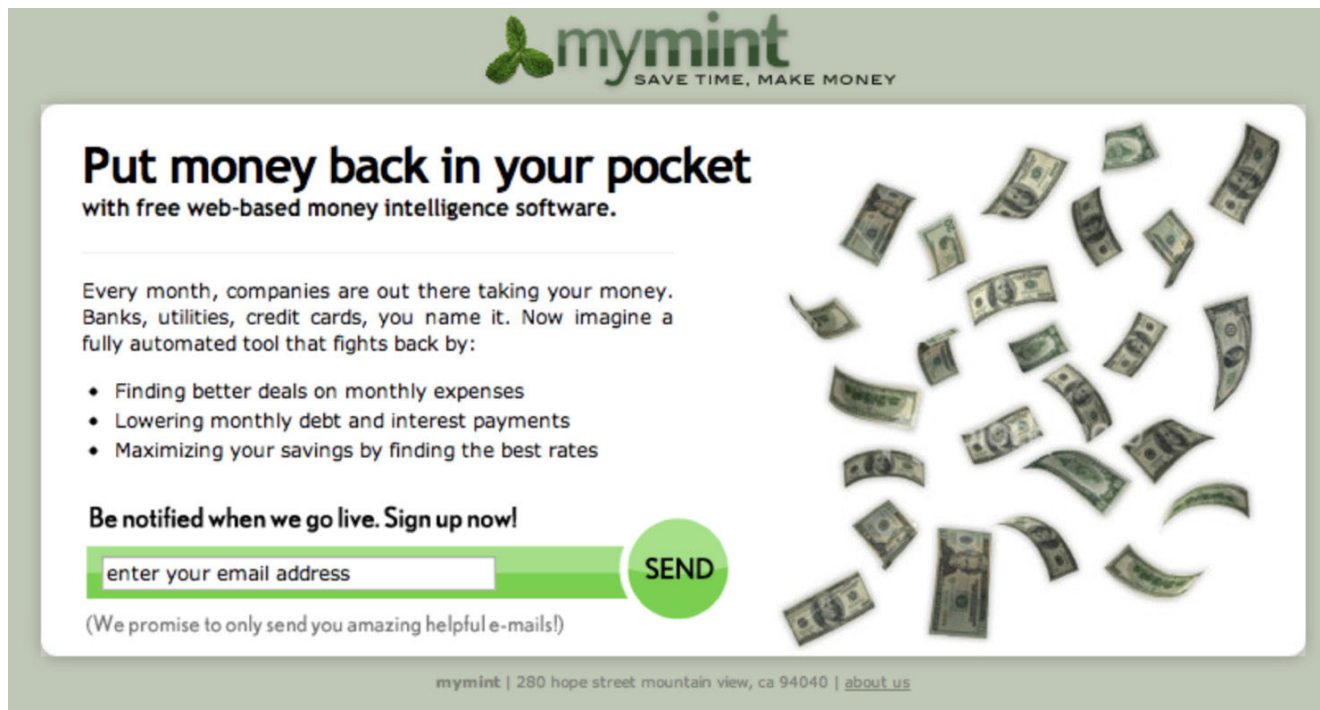 mymint
SAVE TIME, MAKE MONEY
Put money back in your pocket
with free web-based money intelligence software.
Every month, companies are out there taking your money.
Banks, utilities, credit cards, you name it. Now imagine a
fully automated tool that fights back by:
• Finding better deals on monthly expenses
• Lowering monthly debt and interest payments
• Maximizing your savings by finding the best rates
Be notified when we go live. Sign up now!
enter your email address
SEND
(We promise to only send you amazing helpful e-mails!)
mymint | 280 hope street mountain view, ca 94040 | about us